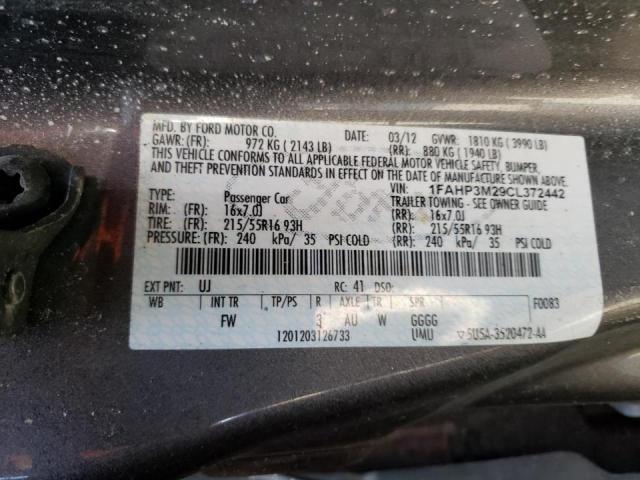 MFD. BY FORD MOTOR CO.
DATE: 03/12 GVWR: 1810 KG ( 3990 LB)
GAWR: (FR): 972 KG ( 2143 LB) (RR): 880 KG ( 1940 LB)
THIS VEHICLE CONFORMS TO ALL APPLICABLE FEDERAL MOTOR VEHICLE SAFETY, BUMPER,
AND THEFT PREVENTION STANDARDS IN EFFECT ON THE DATE OF MANUFACTURE SHOWN ABOVE.
VIN: 1FAHP3M29CL372442
TYPE: Passenger Car TRAILER TOWING - SEE OWNER GUIDE
RIM: (FR): 16x7.0J (RR): 16x7.0J
TIRE: (FR): 215/55R16 93H (RR): 215/55R16 93H
PRESSURE: (FR): 240 kPa/ 35 PSI COLD (RR): 240 kPa/ 35 PSI COLD
EXT PNT: UJ RC: 41 DSO:
WB INT TR TP/PS R AXLE TR SPR F0083
FW 3 AU W GGGG
1201203126733 UMU 5USA-3520472-AA